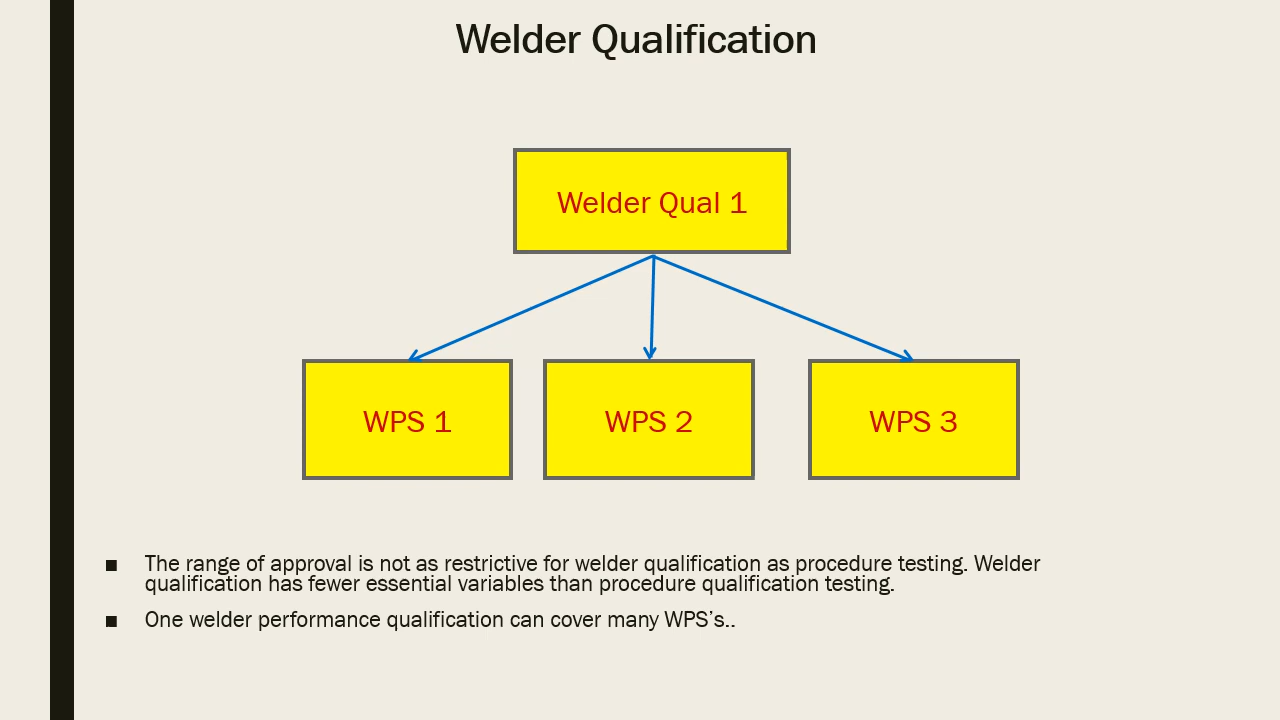 Welder Qualification
Welder Qual 1
WPS 1
WPS 2
WPS 3
■ The range of approval is not as restrictive for welder qualification as procedure testing. Welder
qualification has fewer essential variables than procedure qualification testing.
■ One welder performance qualification can cover many WPS’s..